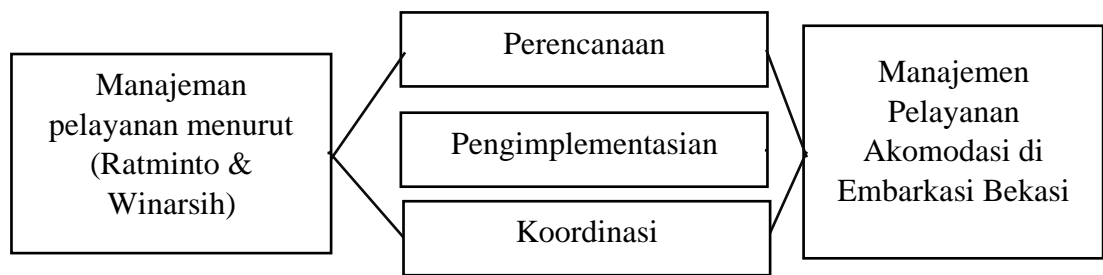 Manajeman
pelayanan menurut
(Ratminto &
Winarsih)
Perencanaan
Pengimplementasian
Koordinasi
Manajemen
Pelayanan
Akomodasi di
Embarkasi Bekasi